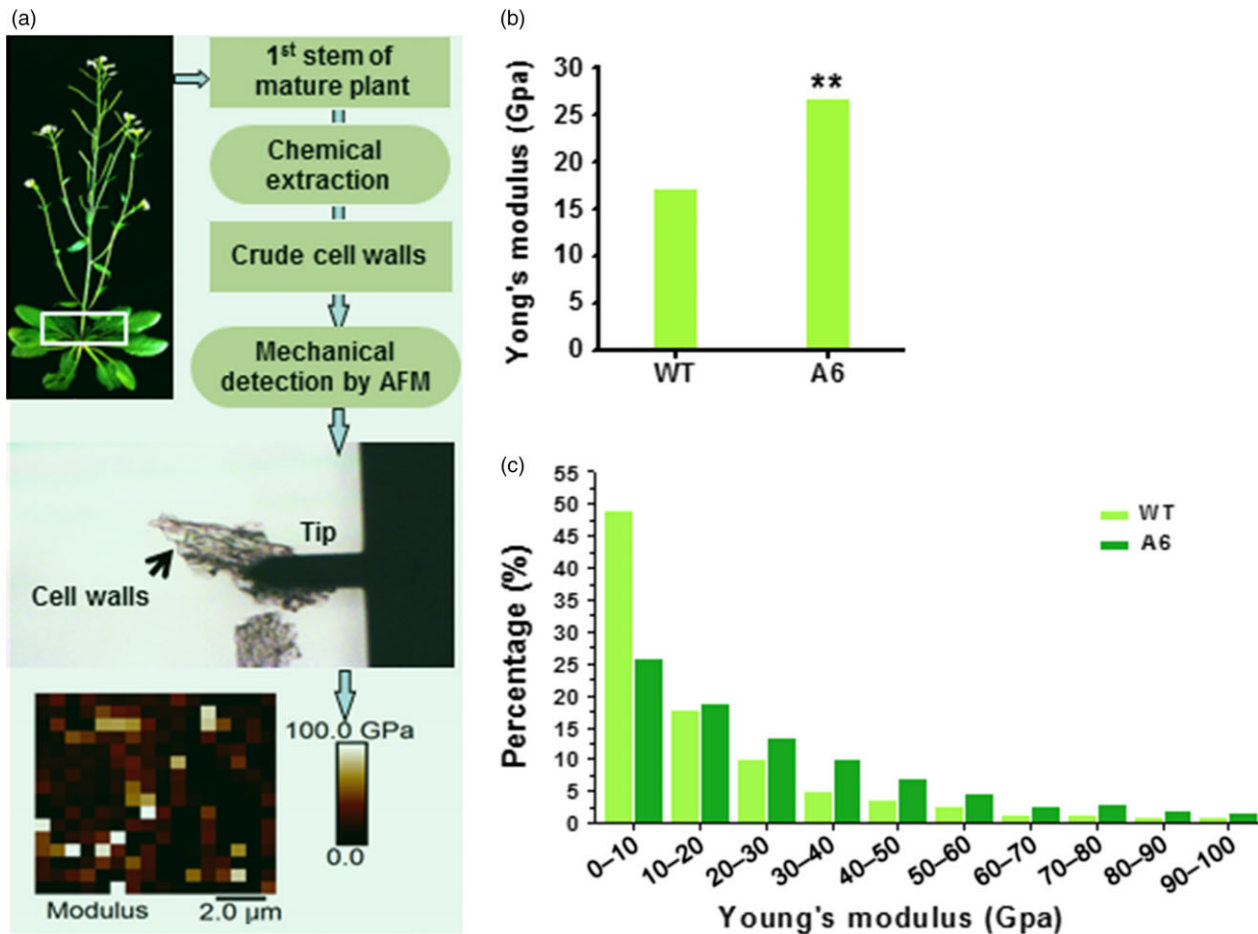 (a)
1st stem of
mature plant
Chemical
extraction
Crude cell walls
Mechanical
detection by AFM
Tip
Cell walls
100.0 GPa
0.0
Modulus
2.0 µm
(b)
Yong's modulus (Gpa)
30
25
20
15
10
5
0
**
WT
A6
(c)
Percentage (%)
55
50
45
40
35
30
25
20
15
10
5
0
WT
A6
0–10
10–20
20–30
30–40
40–50
50–60
60–70
70–80
80–90
90–100
Young's modulus (Gpa)